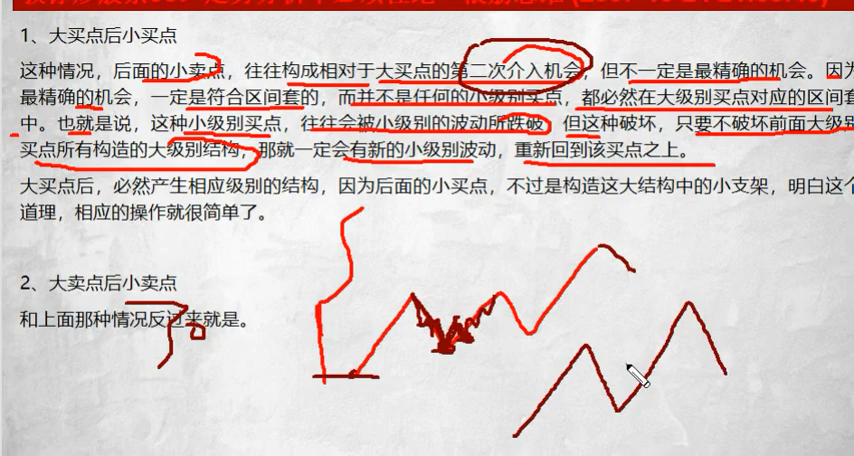 1、大买点后小买点
这种情况，后面的小卖点，往往构成相对于大买点的第二次介入机会，但不一定是最精确的机会。因为
最精确的机会，一定是符合区间套的，而并不是任何的小级别买点，都必然在大级别买点对应的区间套
中。也就是说，这种小级别买点，往往会被小级别的波动所跌破，但这种破坏，只要不破坏前面大级别
买点所有构造的大级别结构，那就一定会有新的小级别波动，重新回到该买点之上。
大买点后，必然产生相应级别的结构，因为后面的小买点，不过是构造这大结构中的小支架，明白这个
道理，相应的操作就很简单了。
2、大卖点后小卖点
和上面那种情况反过来就是。